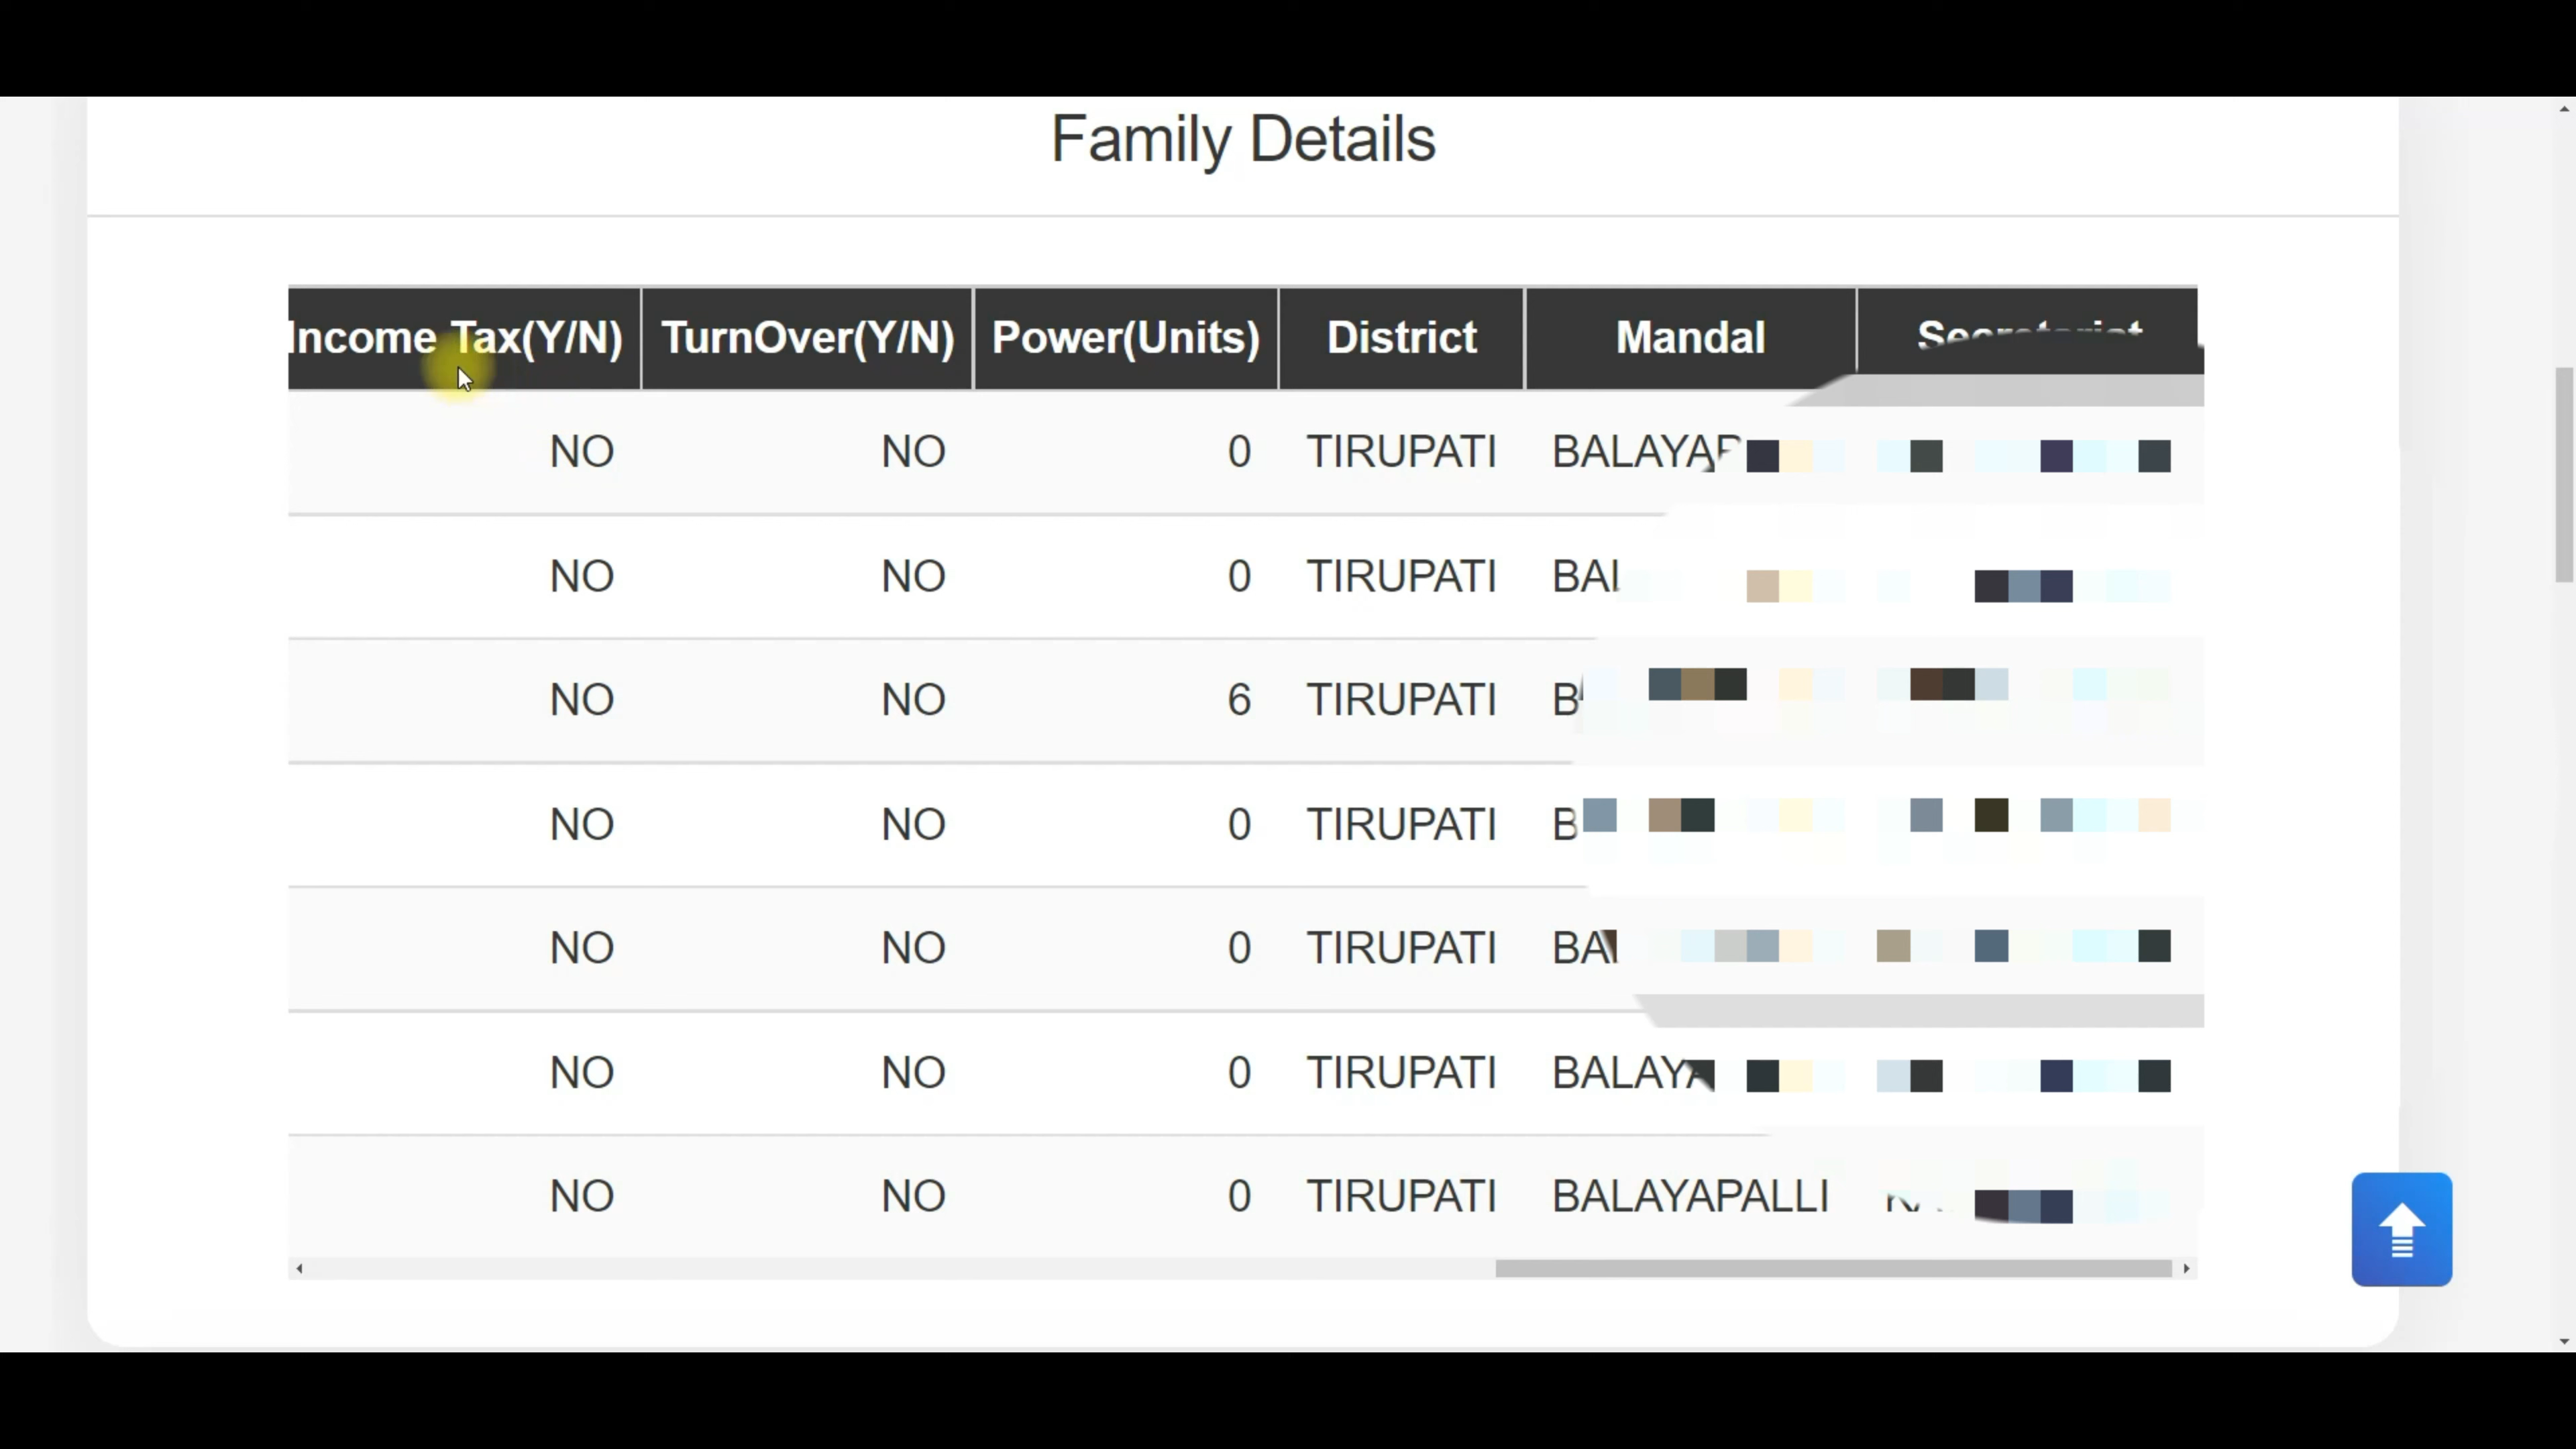 Family Details
Income Tax(Y/N) TurnOver(Y/N) Power(Units) District Mandal Secretariat
NO NO 0 TIRUPATI
NO NO 0 TIRUPATI
NO NO 6 TIRUPATI
NO NO 0 TIRUPATI
NO NO 0 TIRUPATI
NO NO 0 TIRUPATI
NO NO 0 TIRUPATI BALAYAPALLI